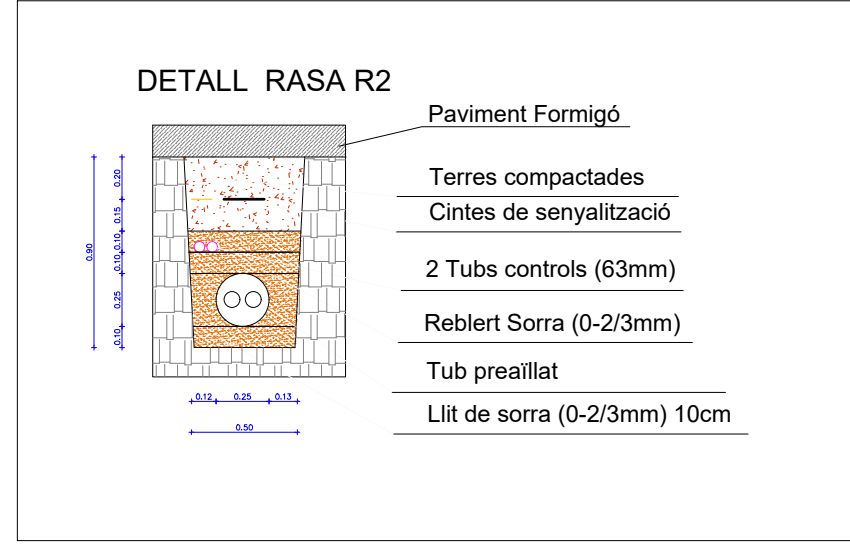 DETALL RASA R2
Paviment Formigó
Terres compactades
Cintes de senyalització
2 Tubs controls (63mm)
Reblert Sorra (0-2/3mm)
Tub preaïllat
Llit de sorra (0-2/3mm) 10cm
0.90
0.20
0.15
0.10
0.10
0.25
0.10
0.12 0.25 0.13
0.50